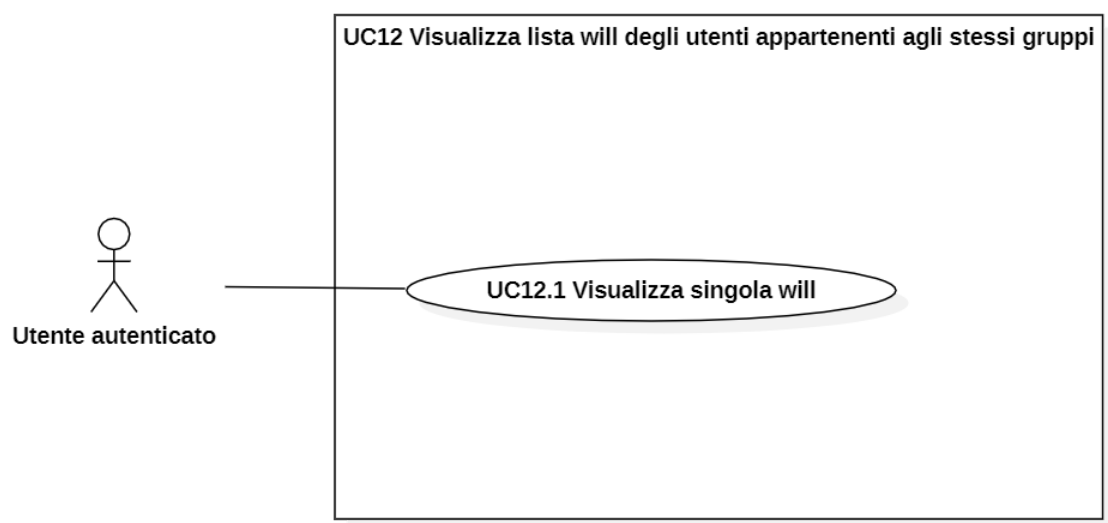 UC12 Visualizza lista will degli utenti appartenenti agli stessi gruppi
UC12.1 Visualizza singola will
Utente autenticato